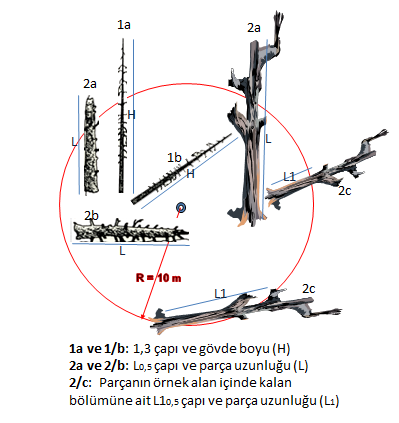 1a
2a
2a
H
L
L
1b
H
L1
2c
2b
L
R = 10 m
L1
2c
1a ve 1/b: 1,3 çapı ve gövde boyu (H)
2a ve 2/b: L0,5 çapı ve parça uzunluğu (L)
2/c: Parçanın örnek alan içinde kalan
bölümüne ait L10,5 çapı ve parça uzunluğu (L1)